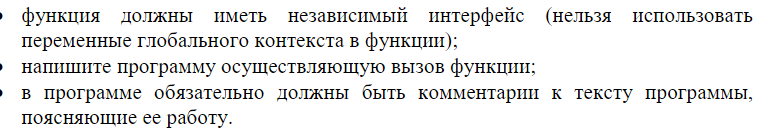 • функция должны иметь независимый интерфейс (нельзя использовать
переменные глобального контекста в функции);
• напишите программу осуществляющую вызов функции;
• в программе обязательно должны быть комментарии к тексту программы,
поясняющие ее работу.